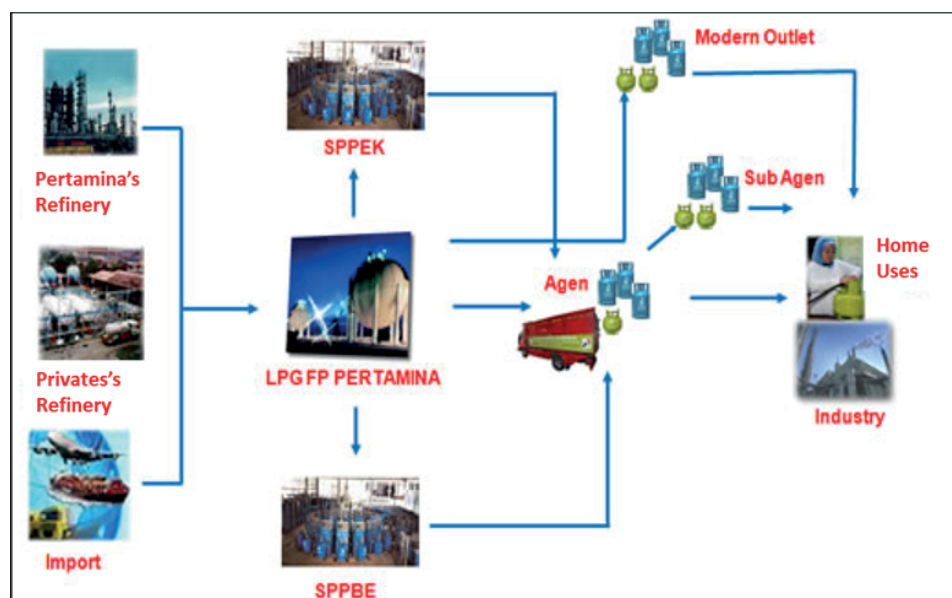 Modern Outlet
SPPEK
Pertamina's
Refinery
Sub Agen
Home
Uses
Agen
LPG FP PERTAMINA
Privates's
Refinery
Industry
Import
SPPBE